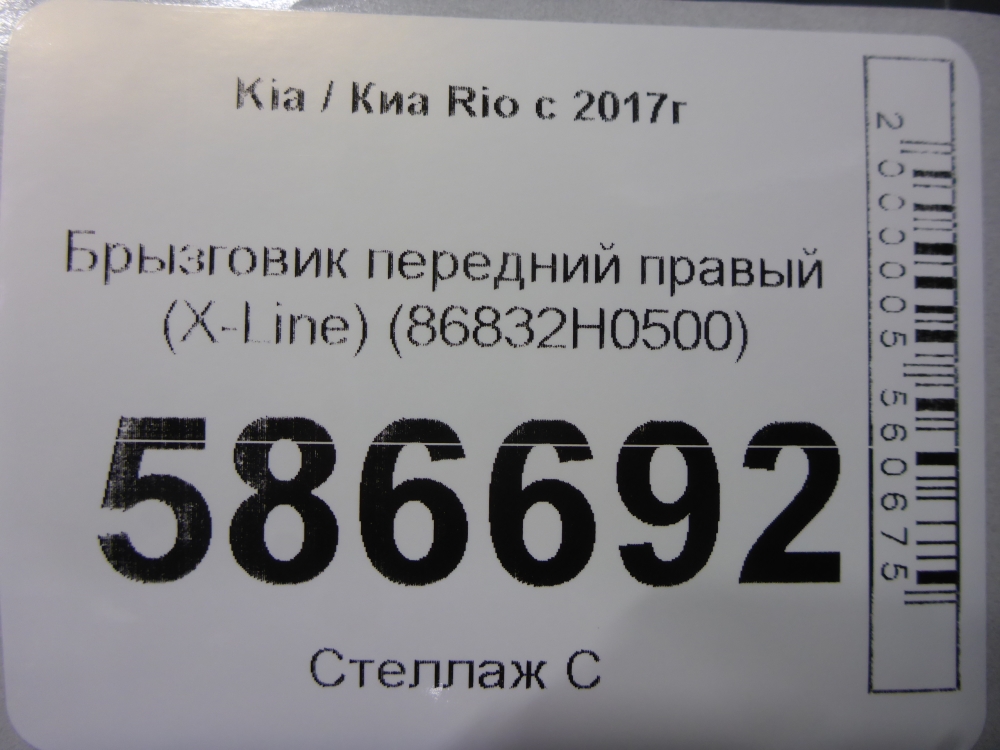 Kia / Киа Rio с 2017г
Брызговик передний правый
(X-Line) (86832H0500)
586692
Стеллаж С
2000005560675